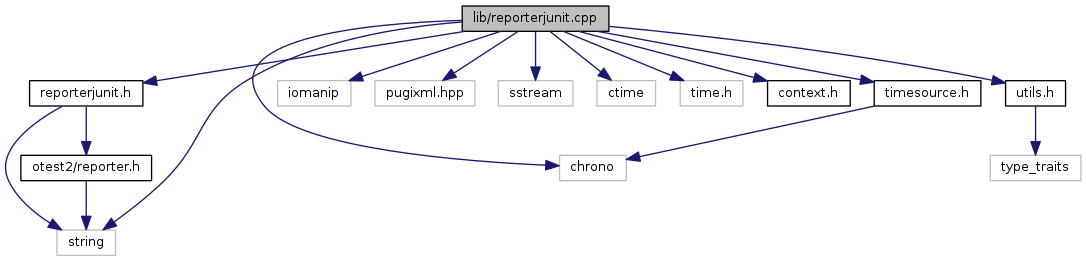 lib/reporterjunit.cpp
reporterjunit.h
iomanip
pugixml.hpp
sstream
ctime
time.h
context.h
timesource.h
utils.h
otest2/reporter.h
chrono
type_traits
string